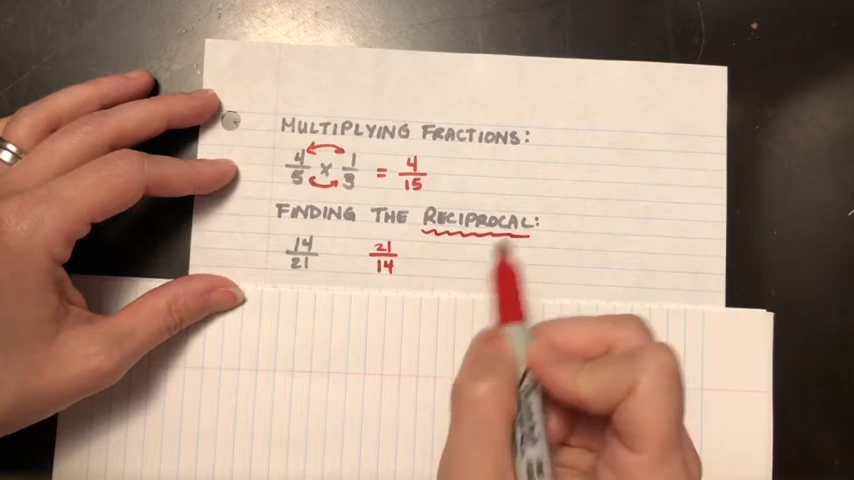 MULTIPLYING FRACTIONS:
4/5 x 1/3 = 4/15
FINDING THE RECIPROCAL:
14/21 21/14